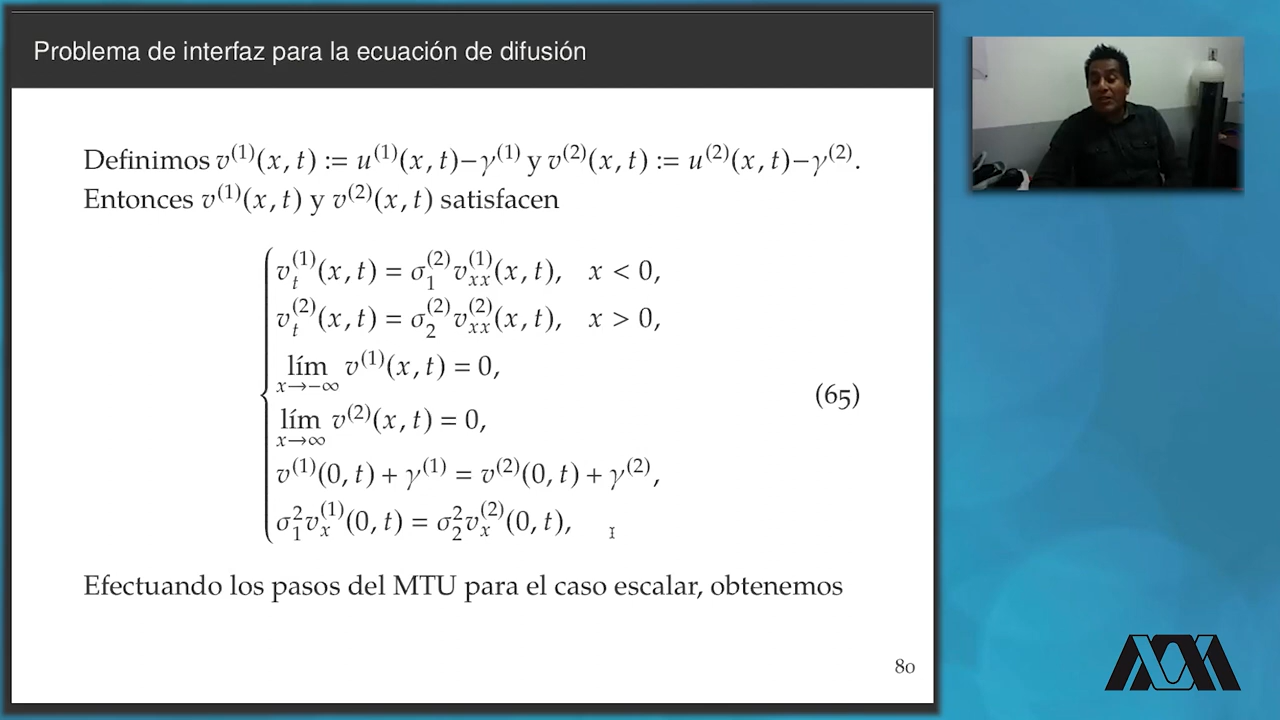 Problema de interfaz para la ecuación de difusión
Definimos v⁽¹⁾(x, t) := u⁽¹⁾(x, t)−γ⁽¹⁾ y v⁽²⁾(x, t) := u⁽²⁾(x, t)−γ⁽²⁾.
Entonces v⁽¹⁾(x, t) y v⁽²⁾(x, t) satisfacen
v_t^{(1)}(x, t) = σ_1^{(2)} v_{xx}^{(1)}(x, t), x < 0,
v_t^{(2)}(x, t) = σ_2^{(2)} v_{xx}^{(2)}(x, t), x > 0,
lím_{x→−∞} v⁽¹⁾(x, t) = 0,
lím_{x→∞} v⁽²⁾(x, t) = 0,
v⁽¹⁾(0, t) + γ⁽¹⁾ = v⁽²⁾(0, t) + γ⁽²⁾,
σ_1^2 v_x^{(1)}(0, t) = σ_2^2 v_x^{(2)}(0, t),
(65)
Efectuando los pasos del MTU para el caso escalar, obtenemos
80